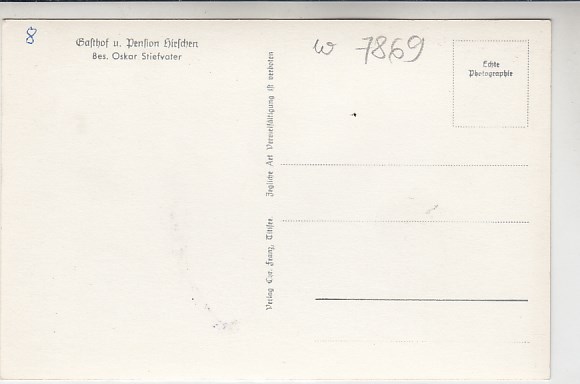 8
Gasthof u. Pension Hirschen
Bes. Oskar Stiefvater
W 7869
Echte
Photographie
Verlag Chr. Franz, Titisee. Jegliche Art Vervielfältigung ist verboten